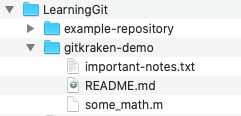 LearningGit
example-repository
gitkraken-demo
important-notes.txt
README.md
some_math.m